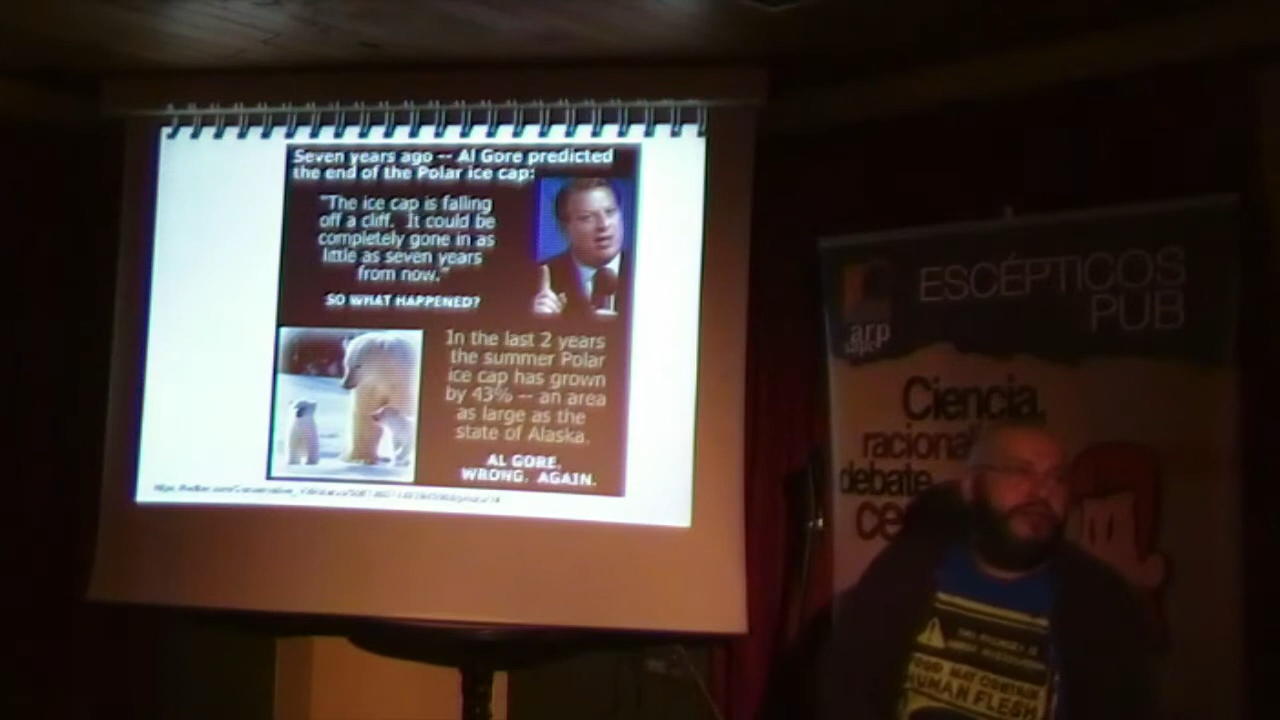 Seven years ago -- Al Gore predicted
the end of the Polar ice cap:
"The ice cap is falling
off a cliff. It could be
completely gone in as
little as seven years
from now."
SO WHAT HAPPENED?
In the last 2 years
the summer Polar
ice cap has grown
by 43% -- an area
as large as the
state of Alaska.
AL GORE.
WRONG. AGAIN.
ESCÉPTICOS
PUB
arp
Ciencia,
debate
HUMAN FLESH